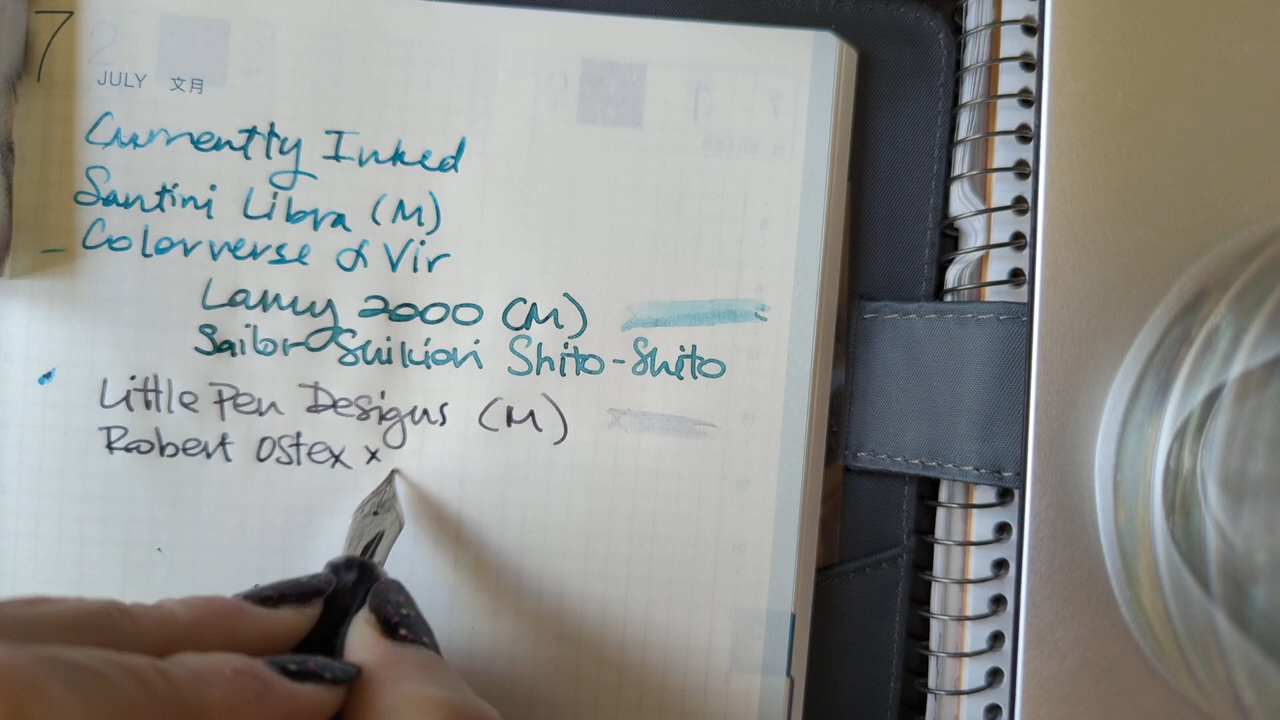 7
JULY 文月
Currently Inked
Santini Libra (M)
- Colorverse α Vir
Lamy 2000 (M)
Sailor Shikiori Shito-Shito
Little Pen Designs (M)
Robert Oster x